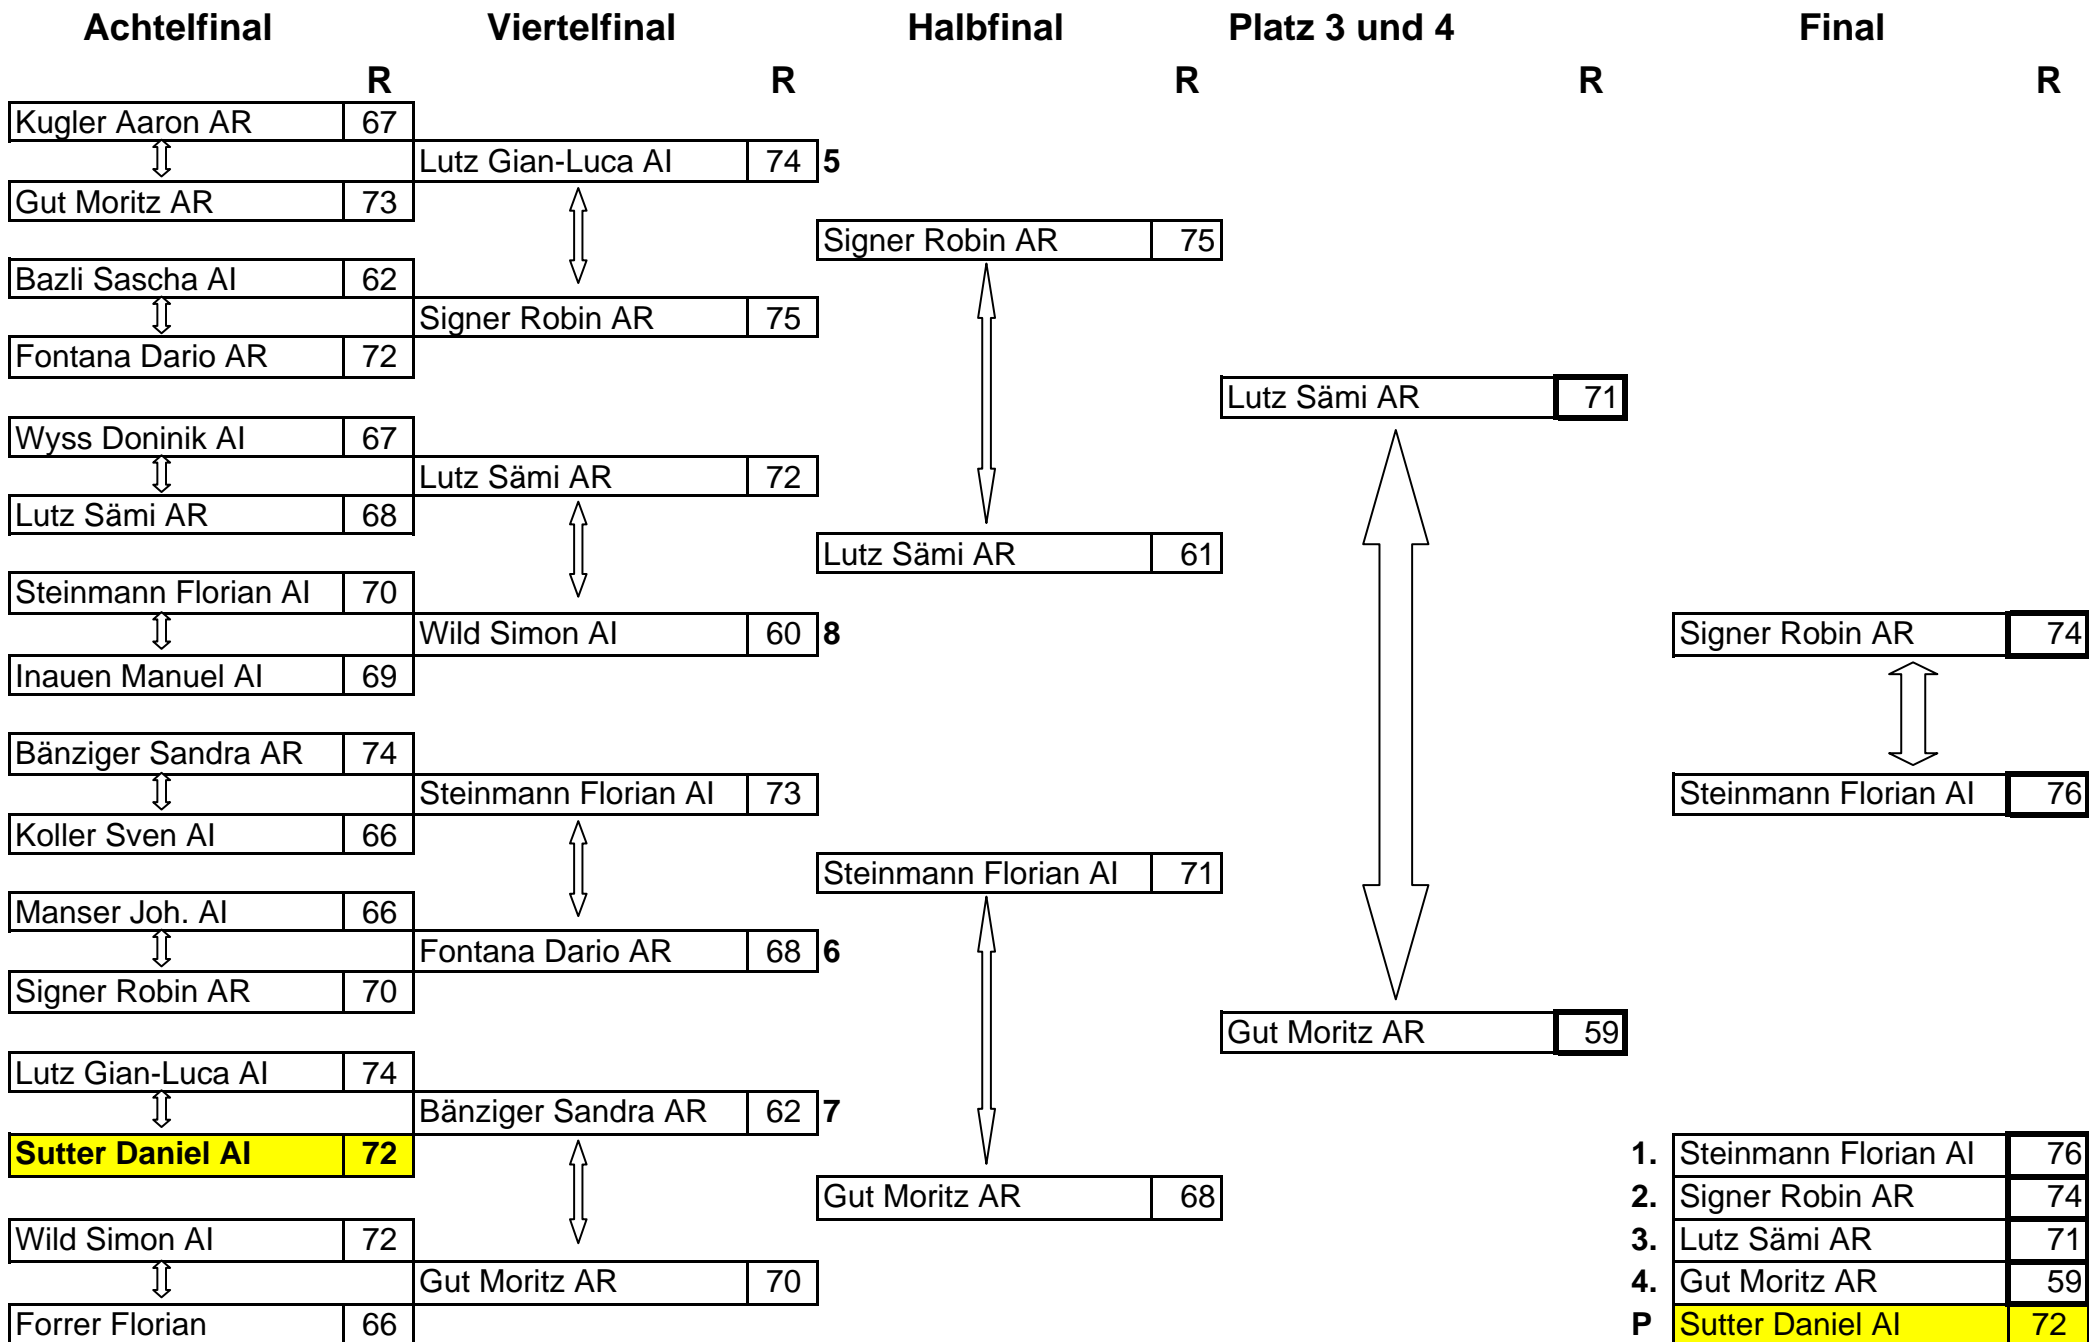 Achtelfinal Viertelfinal Halbfinal Platz 3 und 4 Final
R R R R R
Kugler Aaron AR 67
Lutz Gian-Luca AI 74 5
Gut Moritz AR 73
Signer Robin AR 75
Bazli Sascha AI 62
Signer Robin AR 75
Fontana Dario AR 72
Lutz Sämi AR 71
Wyss Doninik AI 67
Lutz Sämi AR 72
Lutz Sämi AR 68
Lutz Sämi AR 61
Steinmann Florian AI 70
Wild Simon AI 60 8 Signer Robin AR 74
Inauen Manuel AI 69
Bänziger Sandra AR 74
Steinmann Florian AI 73 Steinmann Florian AI 76
Koller Sven AI 66
Steinmann Florian AI 71
Manser Joh. AI 66
Fontana Dario AR 68 6
Signer Robin AR 70
Gut Moritz AR 59
Lutz Gian-Luca AI 74
Bänziger Sandra AR 62 7
Sutter Daniel AI 72 1. Steinmann Florian AI 76
Gut Moritz AR 68 2. Signer Robin AR 74
Wild Simon AI 72 3. Lutz Sämi AR 71
Gut Moritz AR 70 4. Gut Moritz AR 59
Forrer Florian 66 P Sutter Daniel AI 72